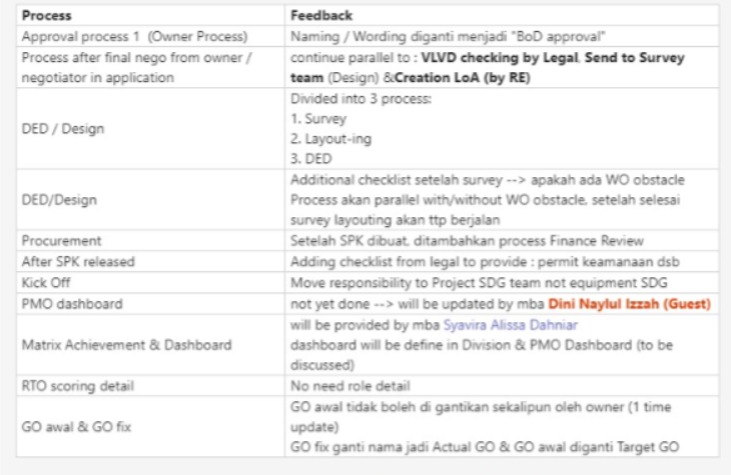 Process Feedback
Approval process 1 (Owner Process) Naming / Wording diganti menjadi "BoD approval"
Process after final nego from owner / continue parallel to : VLVD checking by Legal, Send to Survey
negotiator in application team (Design) &Creation LoA (by RE)
Divided into 3 process:
1. Survey
DED / Design
2. Layout-ing
3. DED
Additional checklist setelah survey --> apakah ada WO obstacle
DED/Design Process akan parallel with/without WO obstacle, setelah selesai
survey layouting akan ttp berjalan
Procurement Setelah SPK dibuat, ditambahkan process Finance Review
After SPK released Adding checklist from legal to provide : permit keamanaan dsb
Kick Off Move responsibility to Project SDG team not equipment SDG
PMO dashboard not yet done --> will be updated by mba Dini Naylul Izzah (Guest)
will be provided by mba Syavira Alissa Dahniar
Matrix Achievement & Dashboard dashboard will be define in Division & PMO Dashboard (to be
discussed)
RTO scoring detail No need role detail
GO awal tidak boleh di gantikan sekalipun oleh owner (1 time
GO awal & GO fix update)
GO fix ganti nama jadi Actual GO & GO awal diganti Target GO